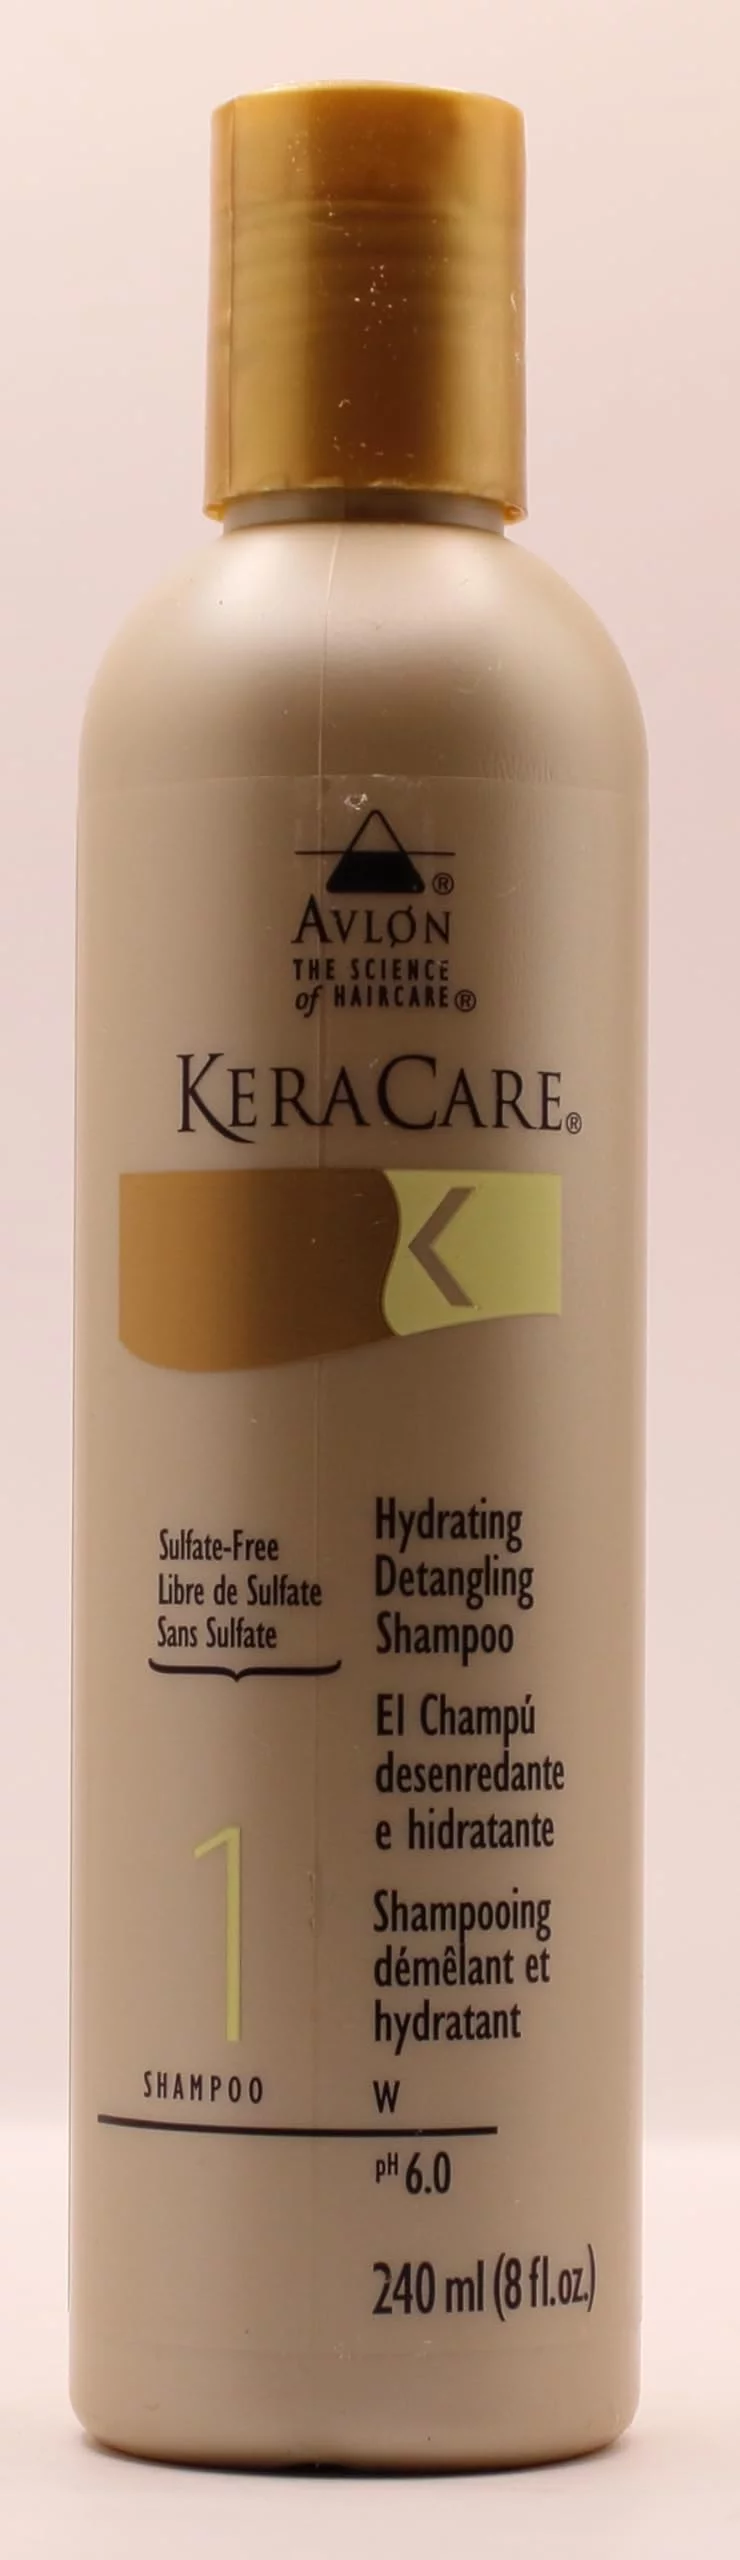 ®
AVLØN
THE SCIENCE
of HAIRCARE®
KERACARE®
Sulfate-Free
Libre de Sulfate
Sans Sulfate
1
SHAMPOO
Hydrating
Detangling
Shampoo
El Champú
desenredante
e hidratante
Shampooing
démêlant et
hydratant
W
pH 6.0
240 ml (8 fl.oz.)